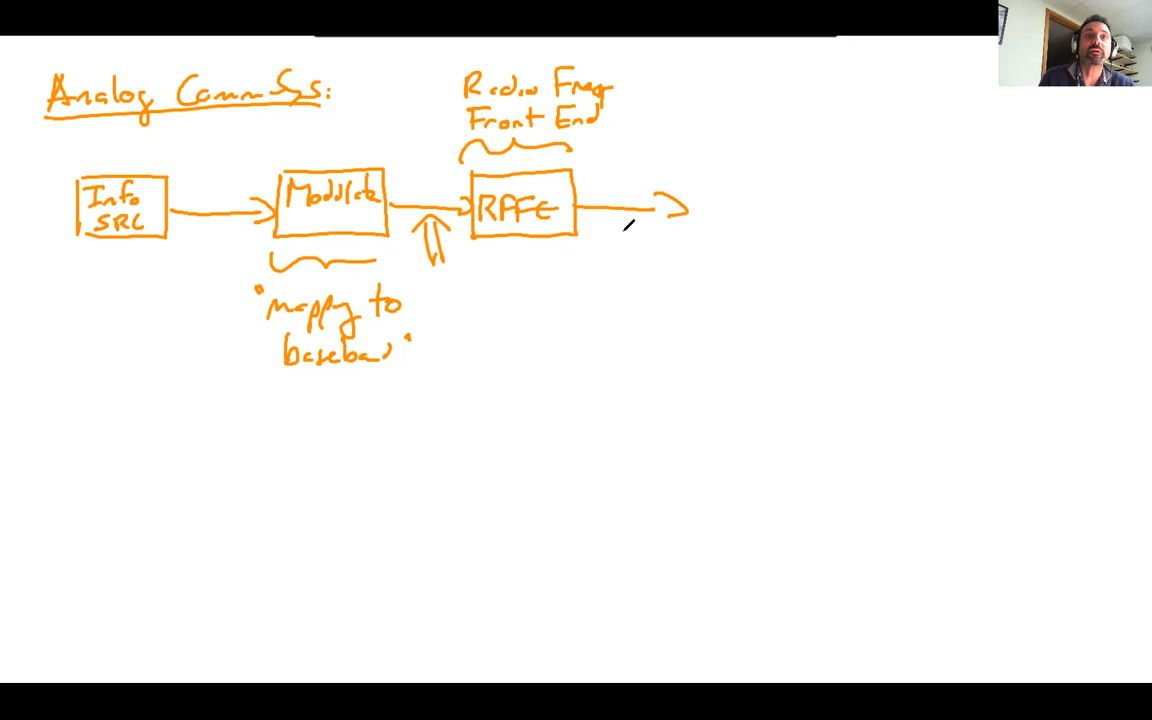 Analog Comm Sys:
Radio Freq
Front End
Info
SRC
Modulate
RFFE
"mapping to
baseband"